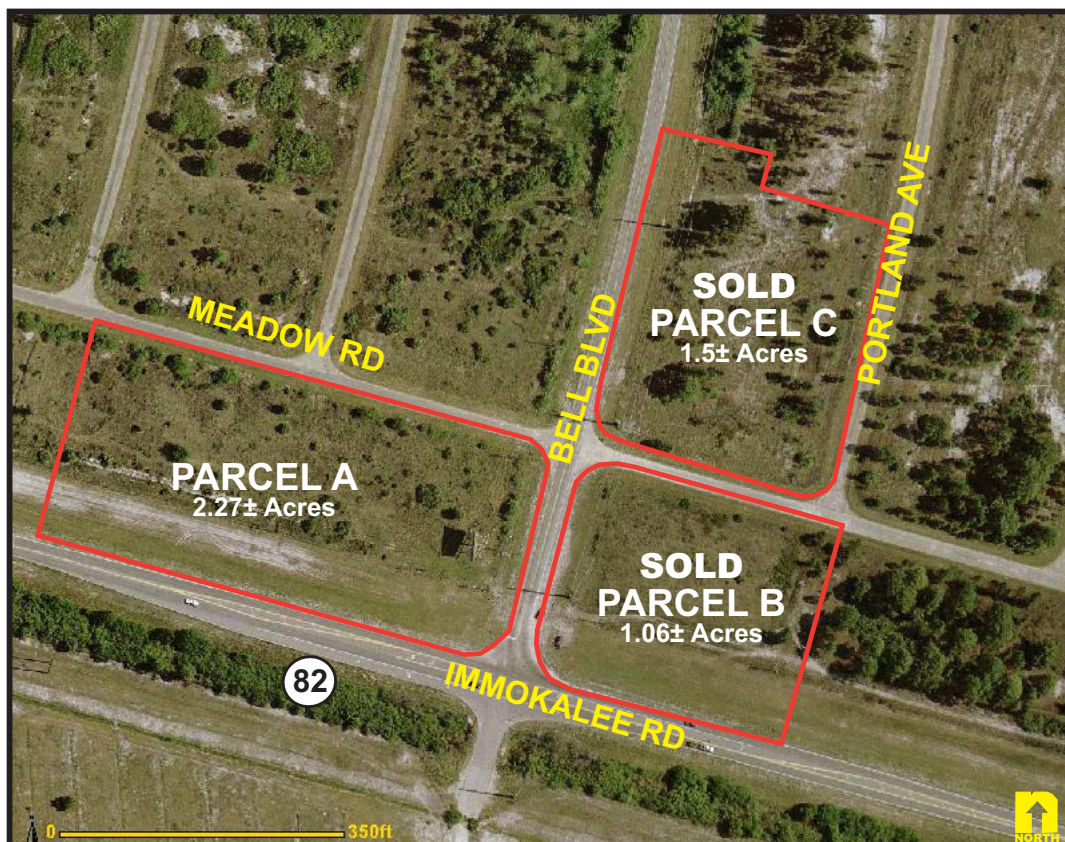 MEADOW RD
BELL BLVD
PORTLAND AVE
SOLD
PARCEL C
1.5± Acres
PARCEL A
2.27± Acres
SOLD
PARCEL B
1.06± Acres
82
IMMOKALEE RD
0 350ft
n
NORTH